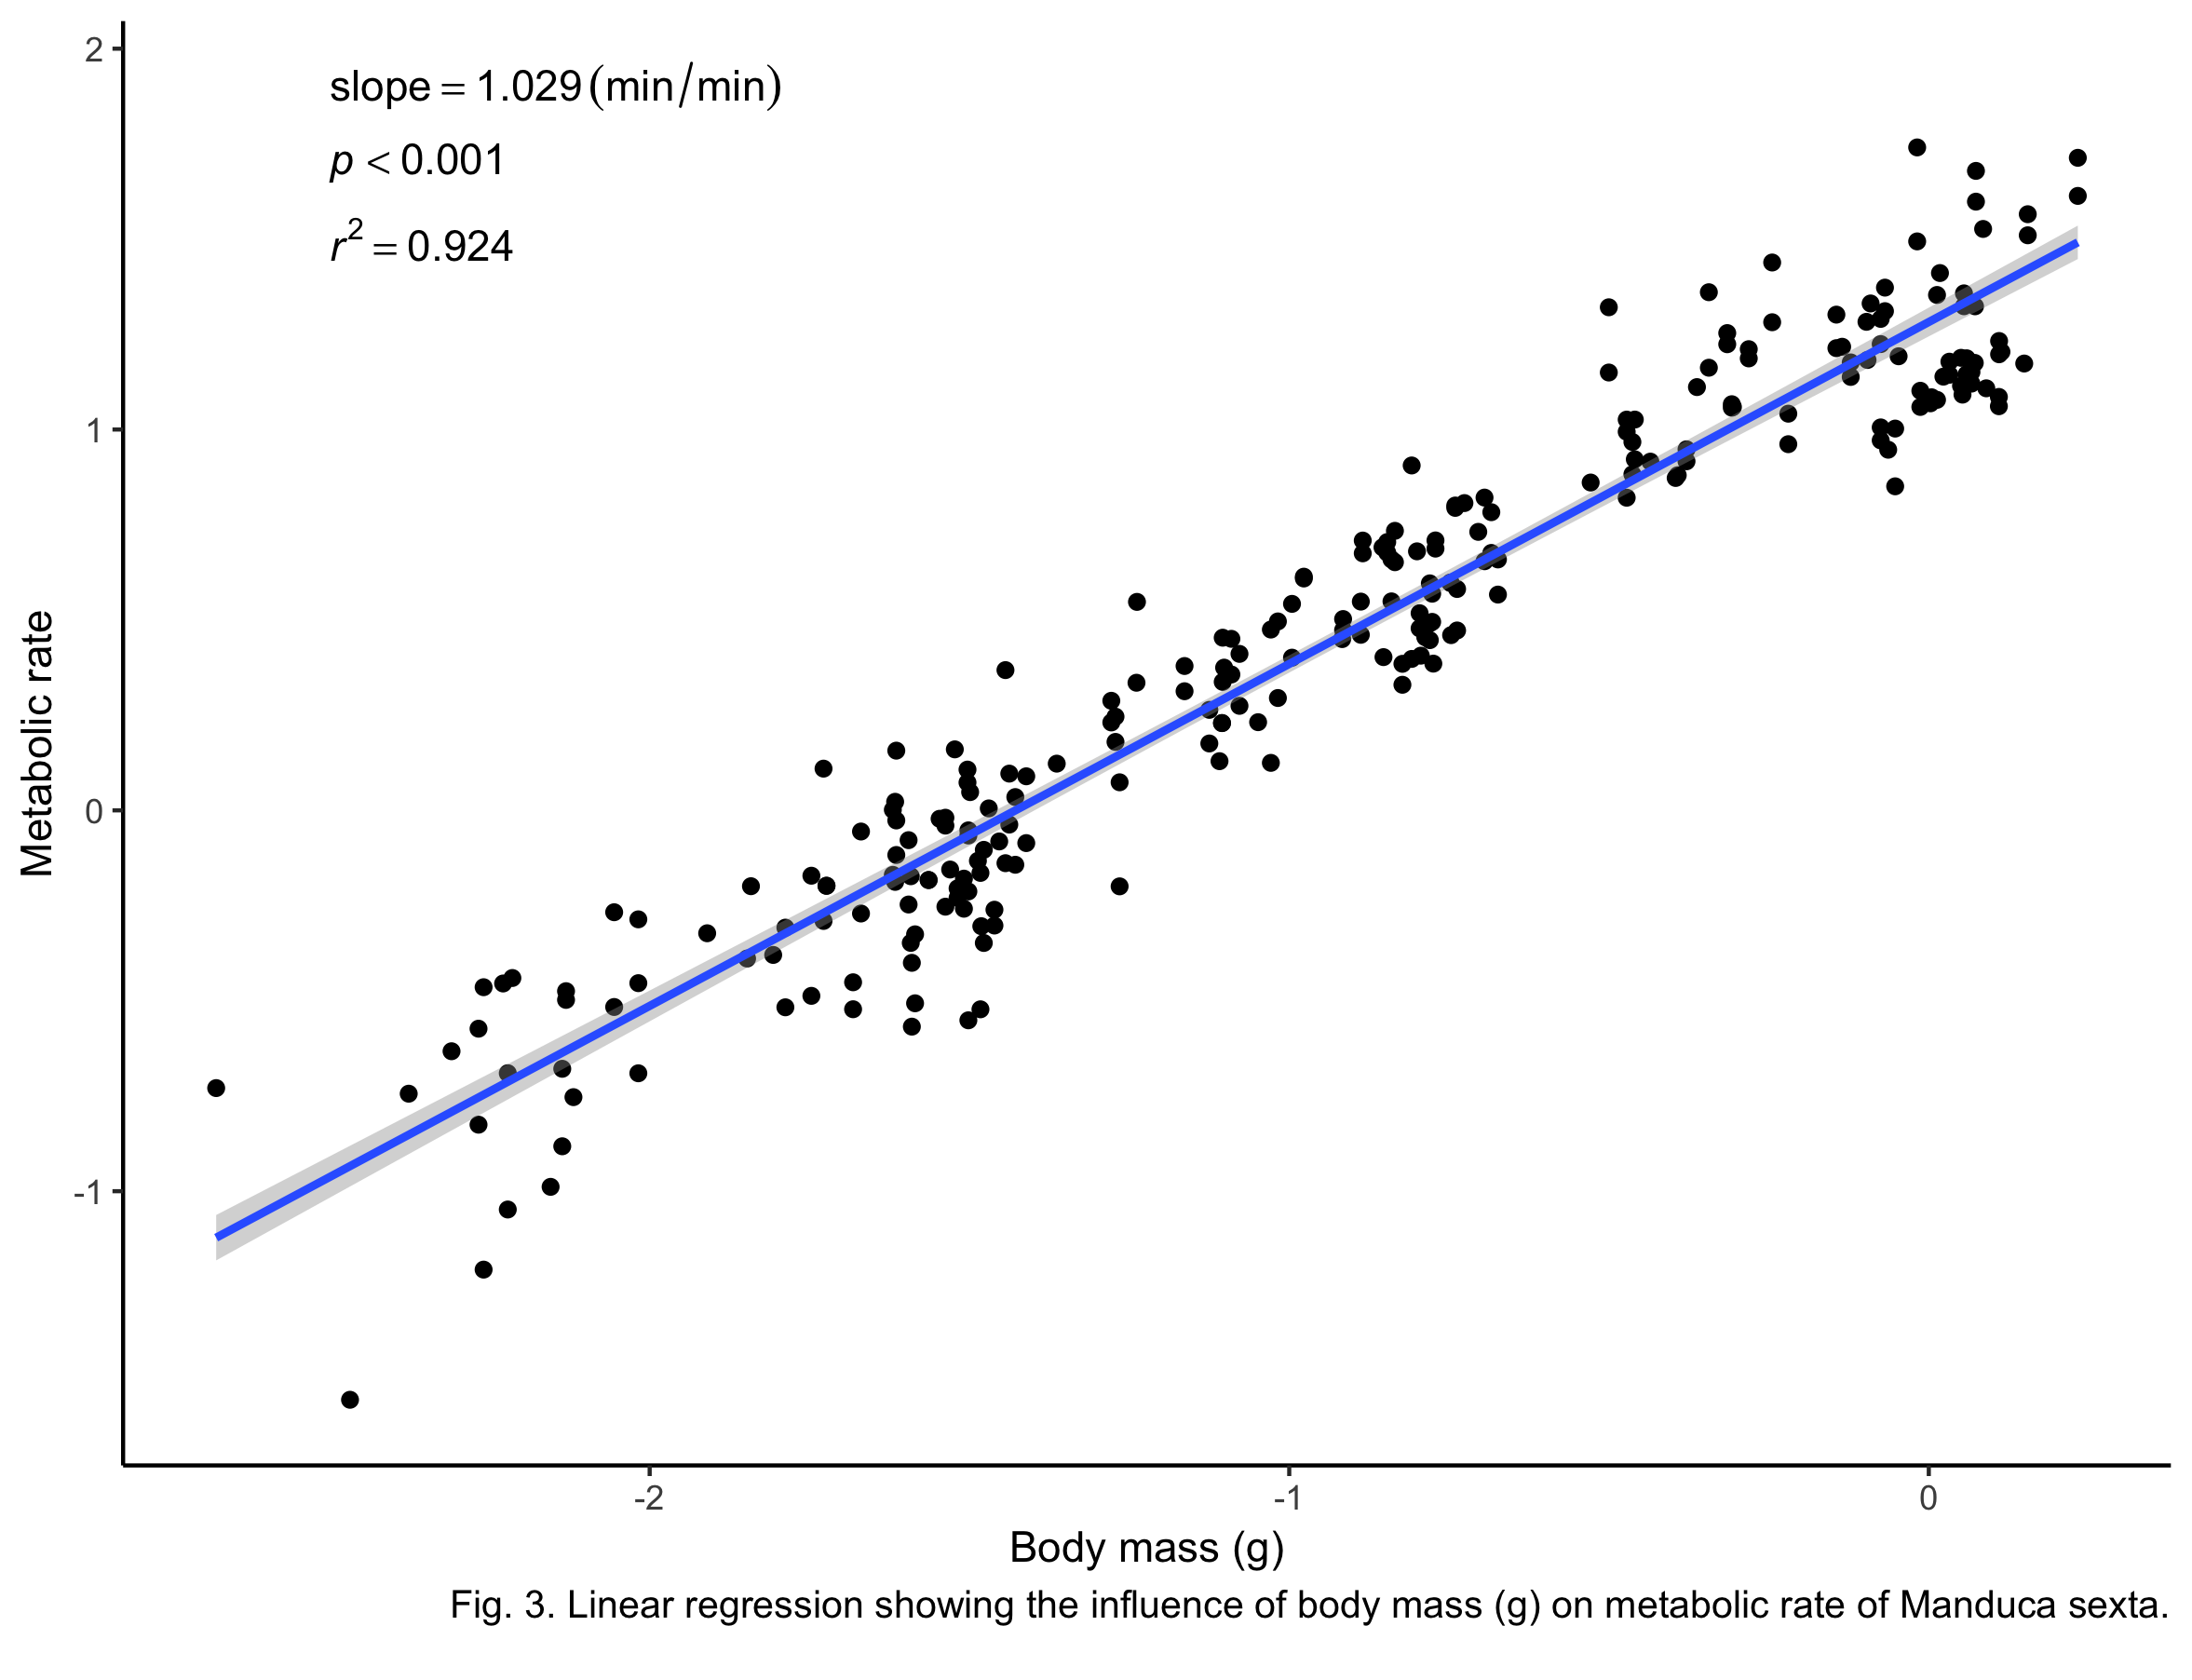 slope = 1.029 (min/min)
p < 0.001
r² = 0.924
2
1
0
-1
Metabolic rate
-2
-1
0
Body mass (g)
Fig. 3. Linear regression showing the influence of body mass (g) on metabolic rate of Manduca sexta.